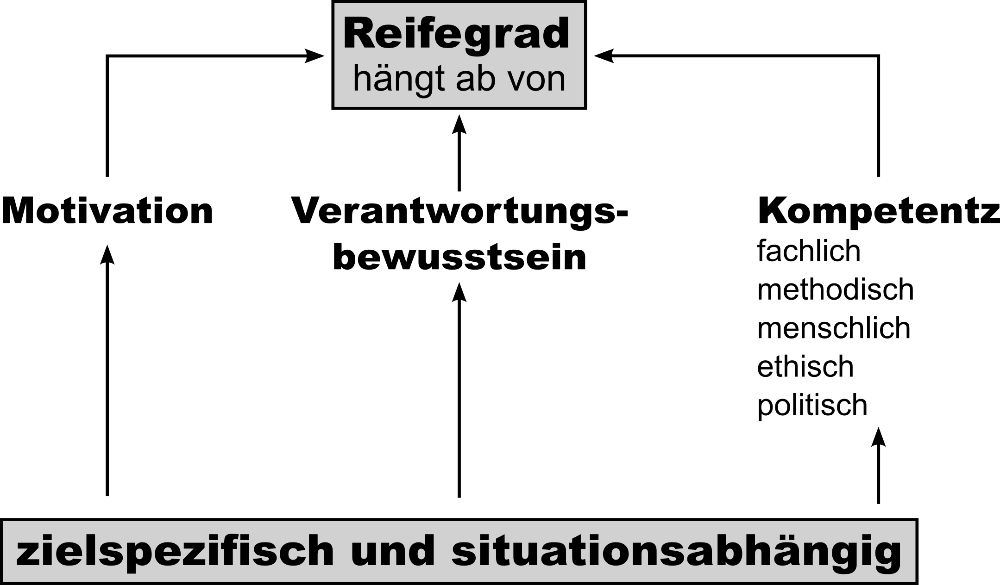 Reifegrad
hängt ab von
Motivation
Verantwortungs-
bewusstsein
Kompetentz
fachlich
methodisch
menschlich
ethisch
politisch
zielspezifisch und situationsabhängig